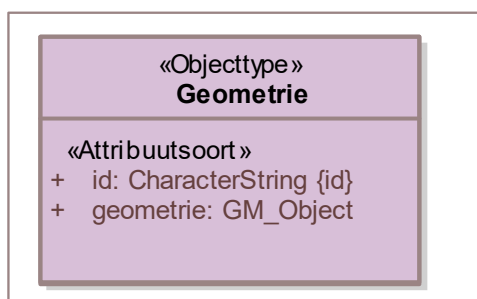 «Objecttype»
Geometrie
«Attribuutsoort»
+ id: CharacterString {id}
+ geometrie: GM_Object